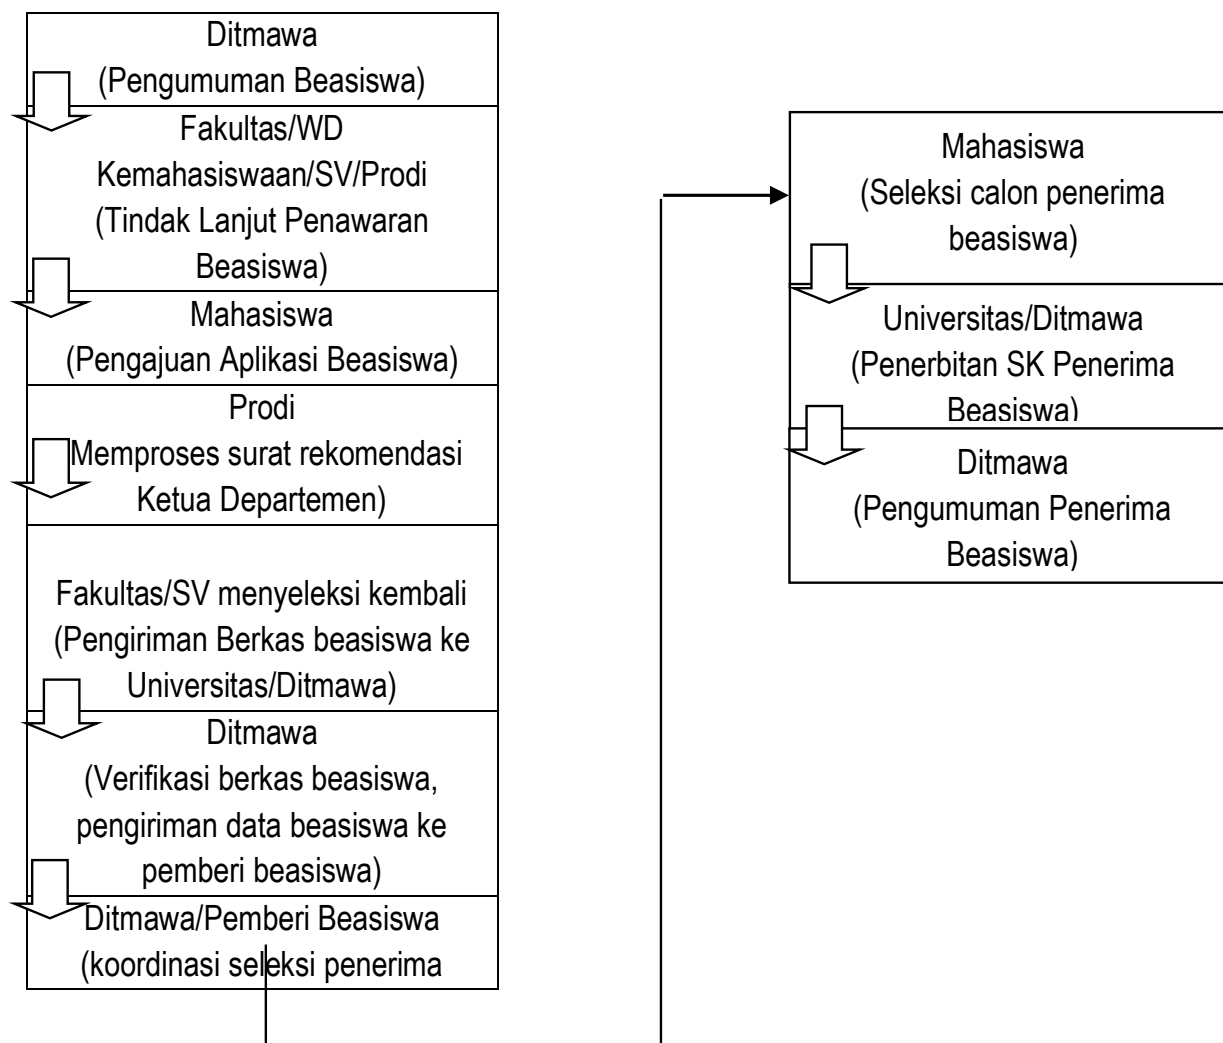 Ditmawa
(Pengumuman Beasiswa)
Fakultas/WD
Kemahasiswaan/SV/Prodi
(Tindak Lanjut Penawaran
Beasiswa)
Mahasiswa
(Pengajuan Aplikasi Beasiswa)
Prodi
Memproses surat rekomendasi
Ketua Departemen)
Fakultas/SV menyeleksi kembali
(Pengiriman Berkas beasiswa ke
Universitas/Ditmawa)
Ditmawa
(Verifikasi berkas beasiswa,
pengiriman data beasiswa ke
pemberi beasiswa)
Ditmawa/Pemberi Beasiswa
(koordinasi seleksi penerima
Mahasiswa
(Seleksi calon penerima
beasiswa)
Universitas/Ditmawa
(Penerbitan SK Penerima
Beasiswa)
Ditmawa
(Pengumuman Penerima
Beasiswa)